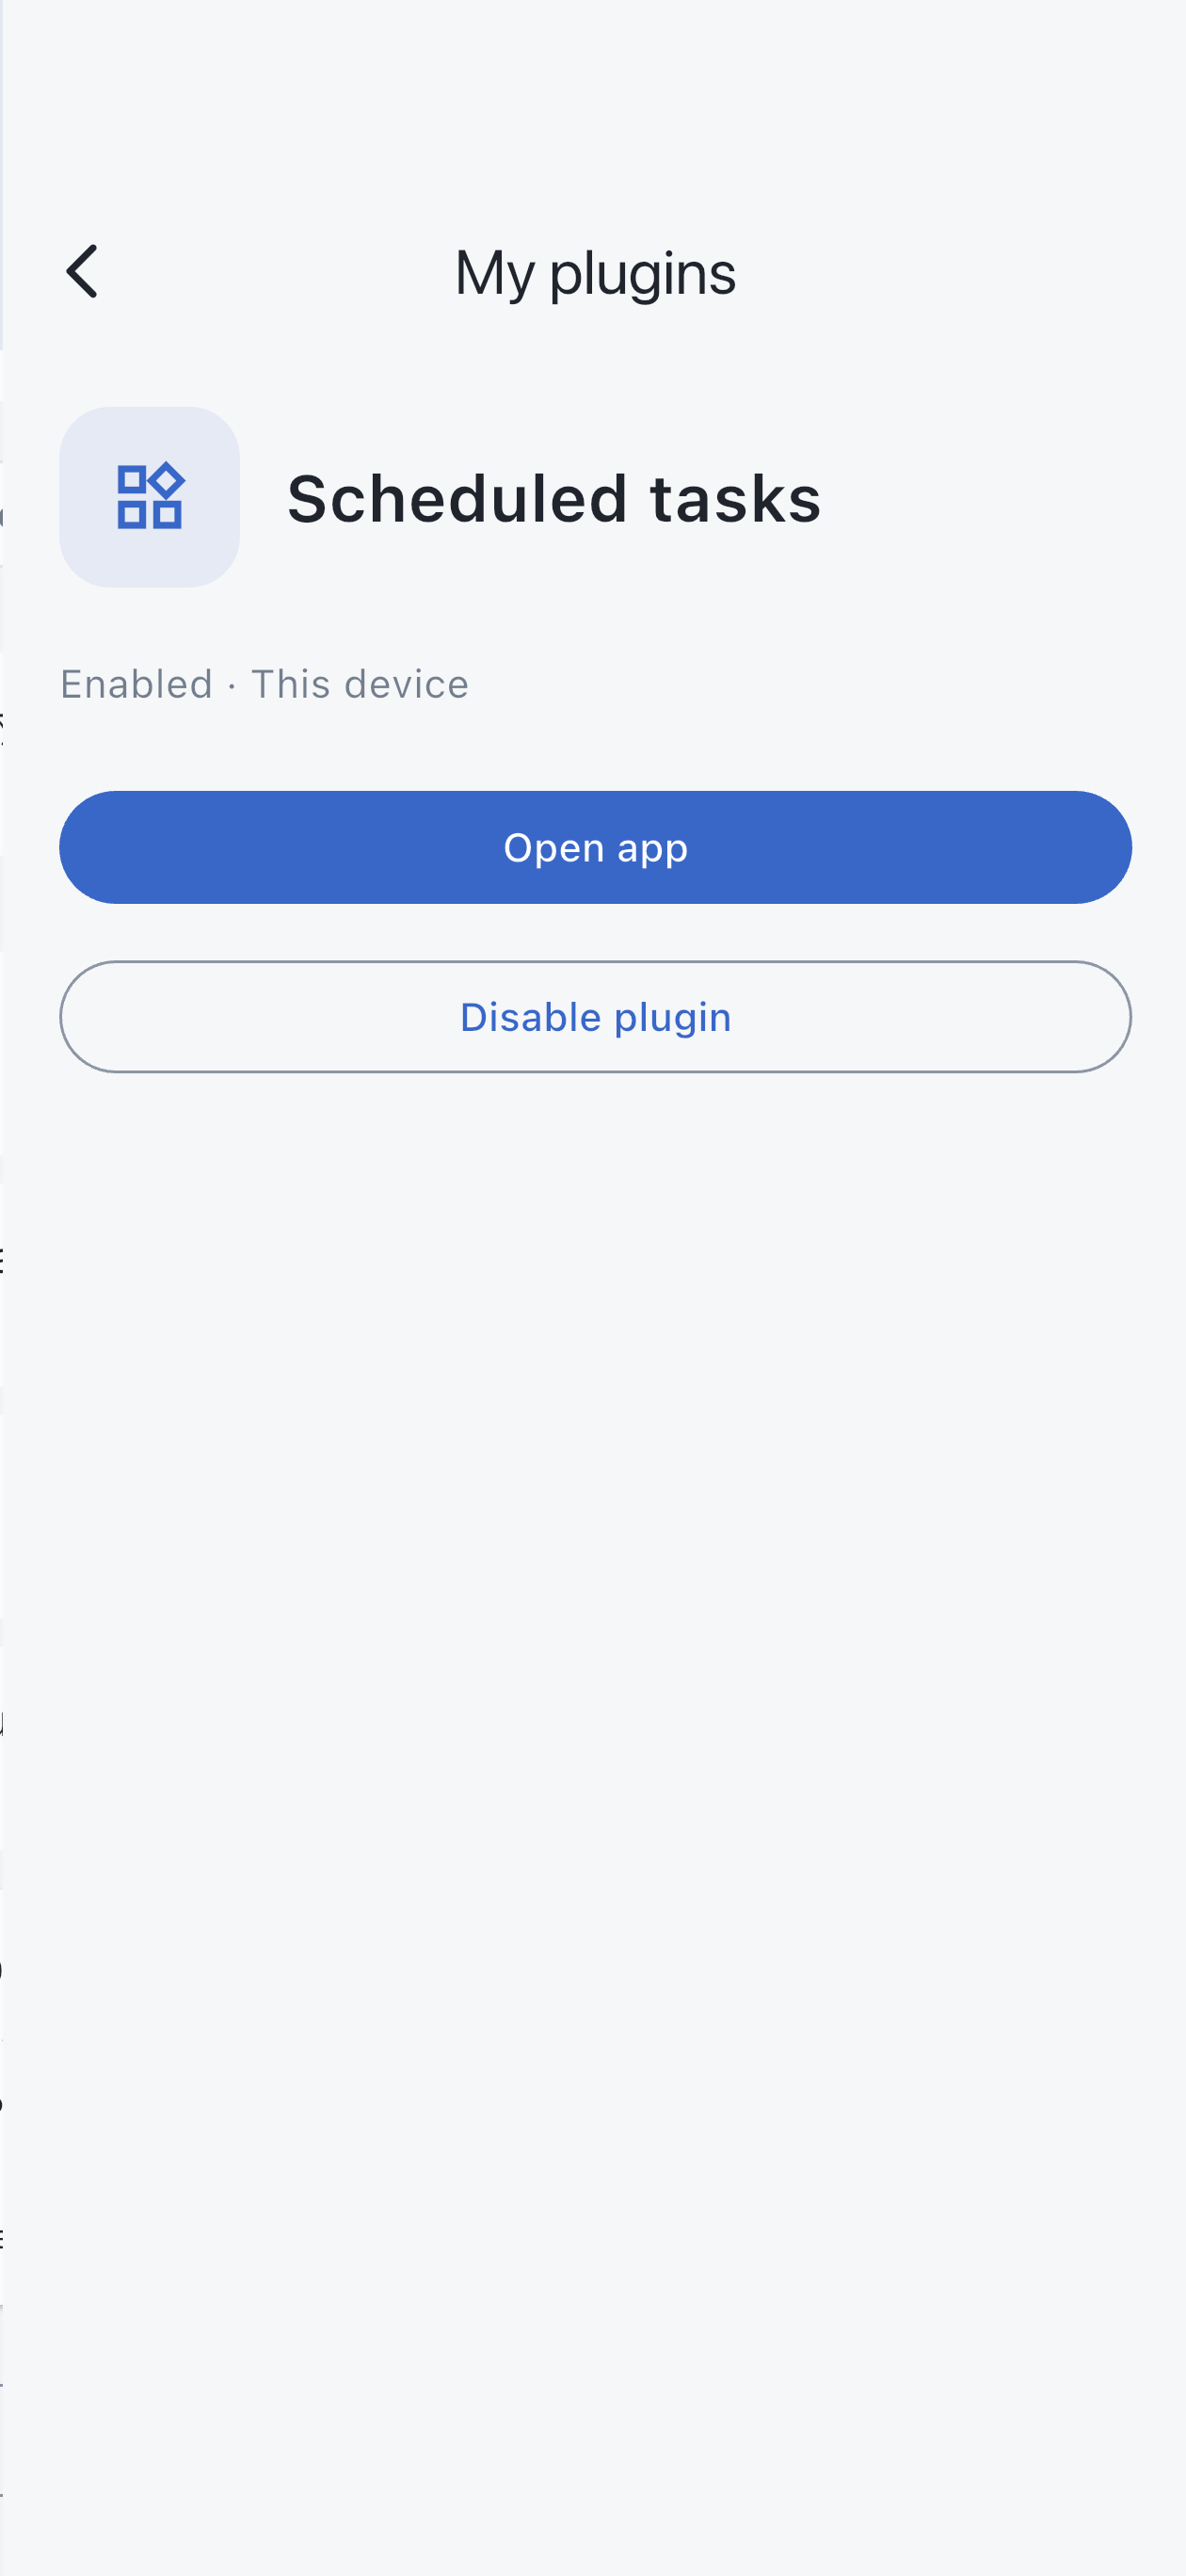 My plugins
Scheduled tasks
Enabled · This device
Open app
Disable plugin